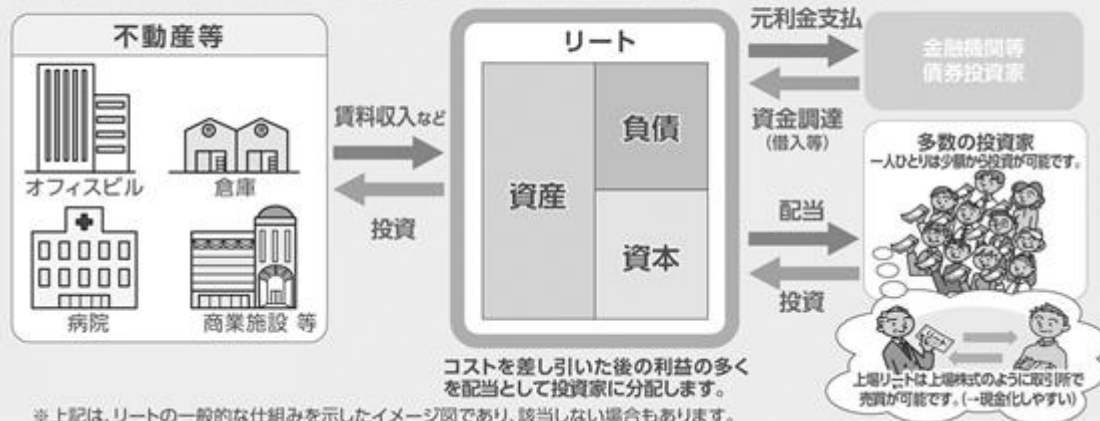 不動産等
オフィスビル
倉庫
病院
商業施設 等
賃料収入など
投資
リート
資産
負債
資本
コストを差し引いた後の利益の多く
を配当として投資家に分配します。
元利金支払
資金調達
(借入等)
金融機関等
債券投資家
配当
投資
多数の投資家
一人ひとりは少額から投資が可能です。
リート
上場リートは上場株式のように取引所で
売買が可能です。(→現金化しやすい)
※上記は、リートの一般的な仕組みを示したイメージ図であり、該当しない場合もあります。